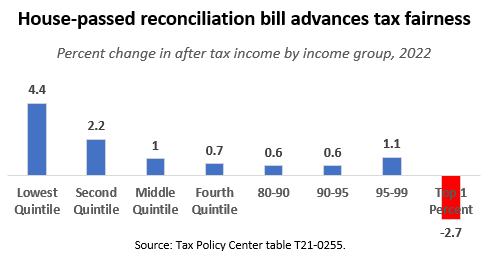 House-passed reconciliation bill advances tax fairness
Percent change in after tax income by income group, 2022
4.4
2.2
1
0.7
0.6
0.6
1.1
Lowest Quintile
Second Quintile
Middle Quintile
Fourth Quintile
80-90
90-95
95-99
Top 1 Percent
-2.7
Source: Tax Policy Center table T21-0255.